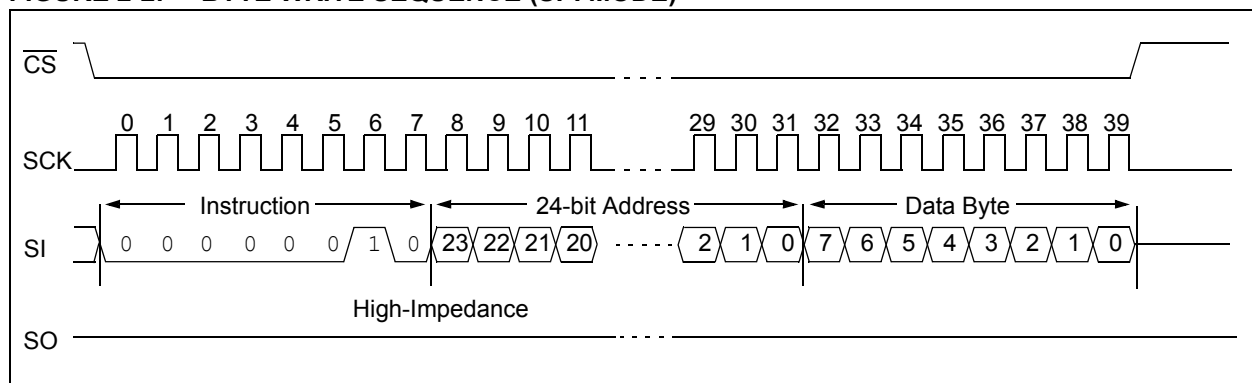 FIGURE BYTE WRITE SEQUENCE (SPI MODE)
CS
0 1 2 3 4 5 6 7 8 9 10 11 29 30 31 32 33 34 35 36 37 38 39
SCK
Instruction 24-bit Address Data Byte
SI 0 0 0 0 0 0 1 0 23 22 21 20 2 1 0 7 6 5 4 3 2 1 0
High-Impedance
SO